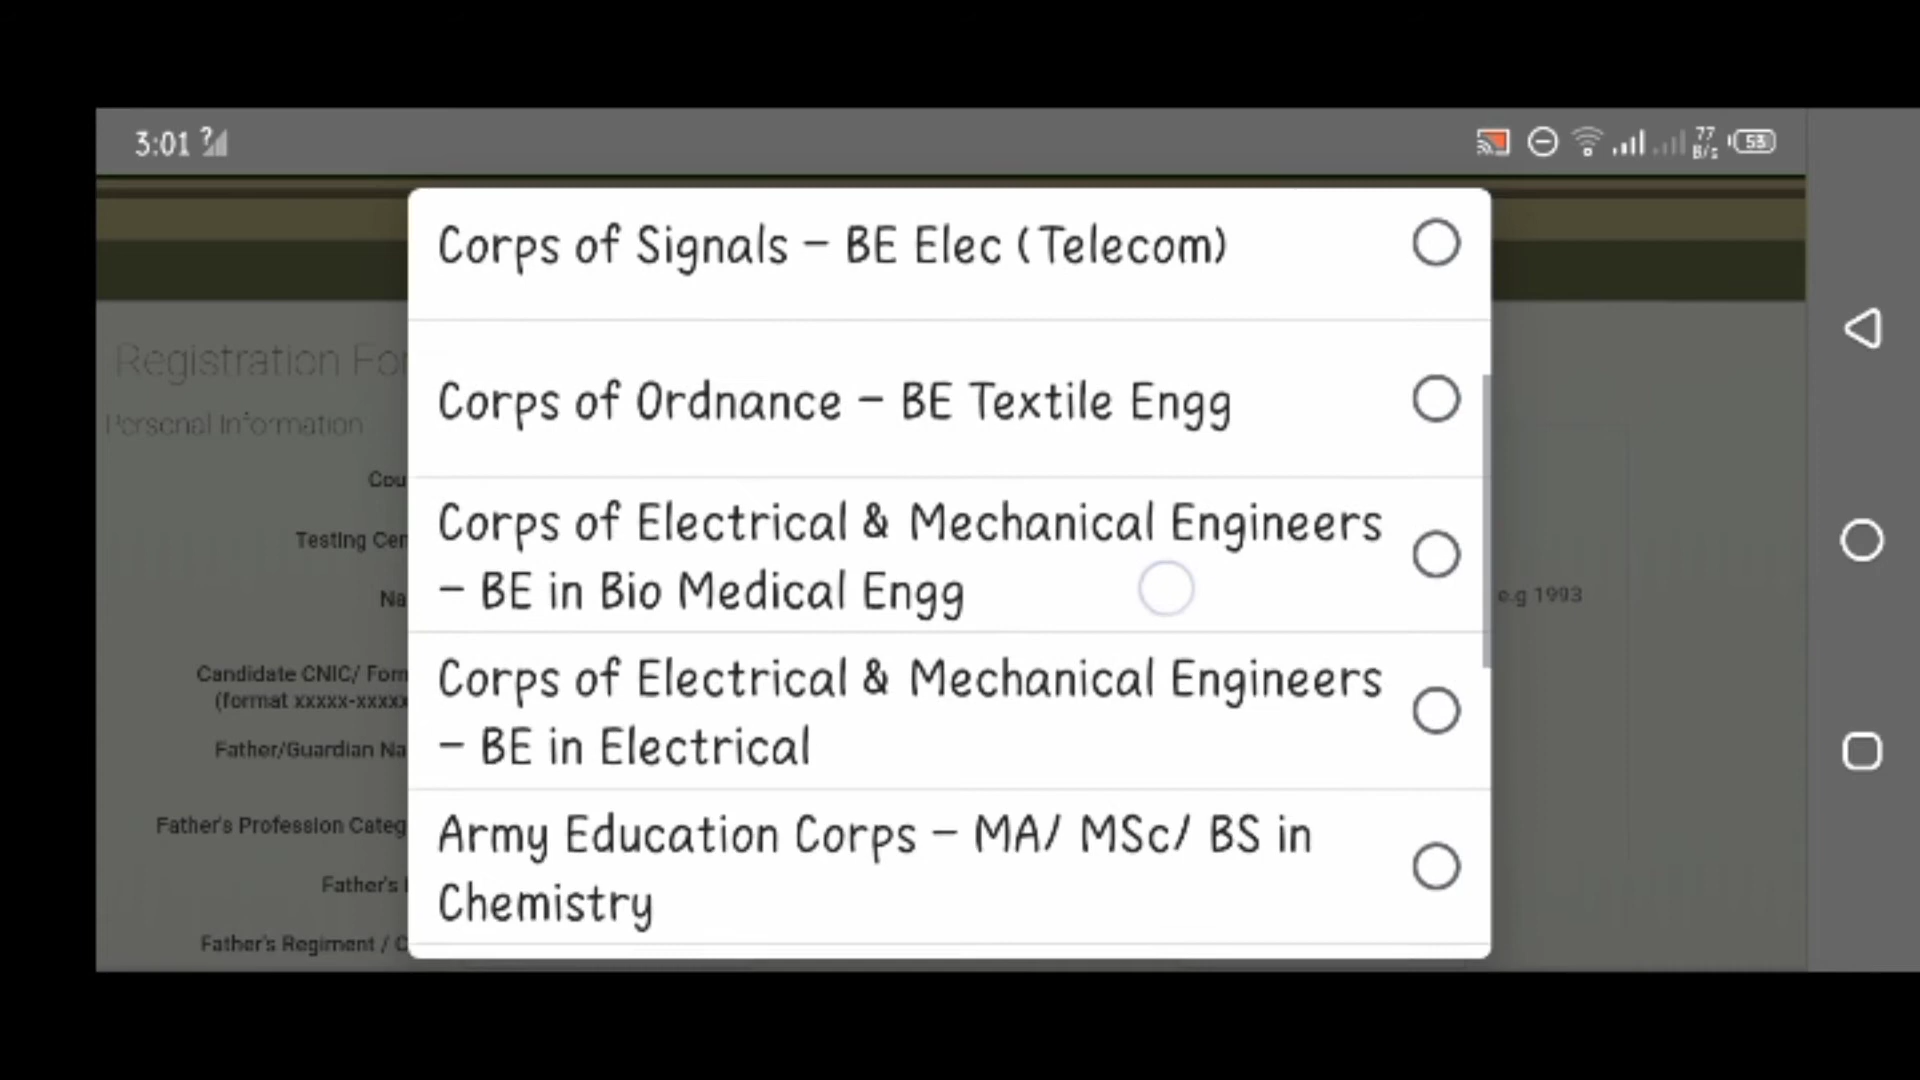 3:01 ?
77
B/s
53
Corps of Signals – BE Elec (Telecom)
Corps of Ordnance – BE Textile Engg
Corps of Electrical & Mechanical Engineers
– BE in Bio Medical Engg
Corps of Electrical & Mechanical Engineers
– BE in Electrical
Army Education Corps – MA/ MSc/ BS in
Chemistry
Registration For
Personal Information
Cou
Testing Cen
Na
e.g 1993
Candidate CNIC/ Form
(format xxxxx-xxxxx
Father/Guardian Na
Father's Profession Categ
Father's
Father's Regiment / C